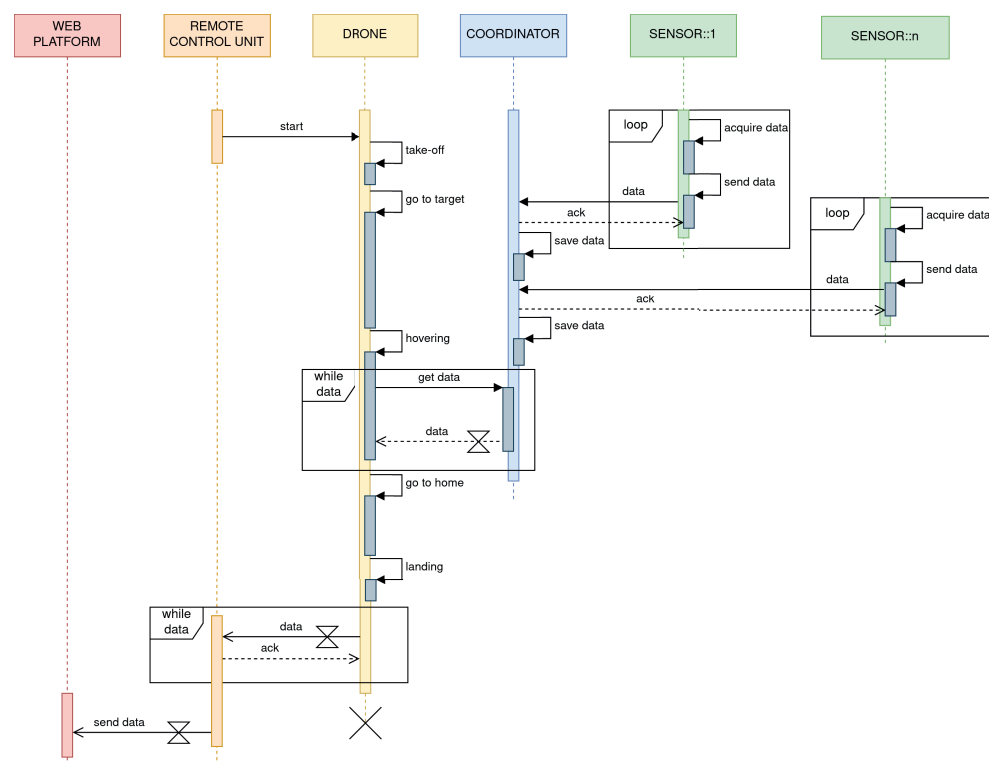 WEB
PLATFORM
REMOTE
CONTROL UNIT
DRONE
COORDINATOR
SENSOR::1
SENSOR::n
start
take-off
go to target
loop
acquire data
send data
data
ack
save data
loop
acquire data
send data
data
ack
save data
hovering
while
data
get data
data
go to home
landing
while
data
data
ack
send data